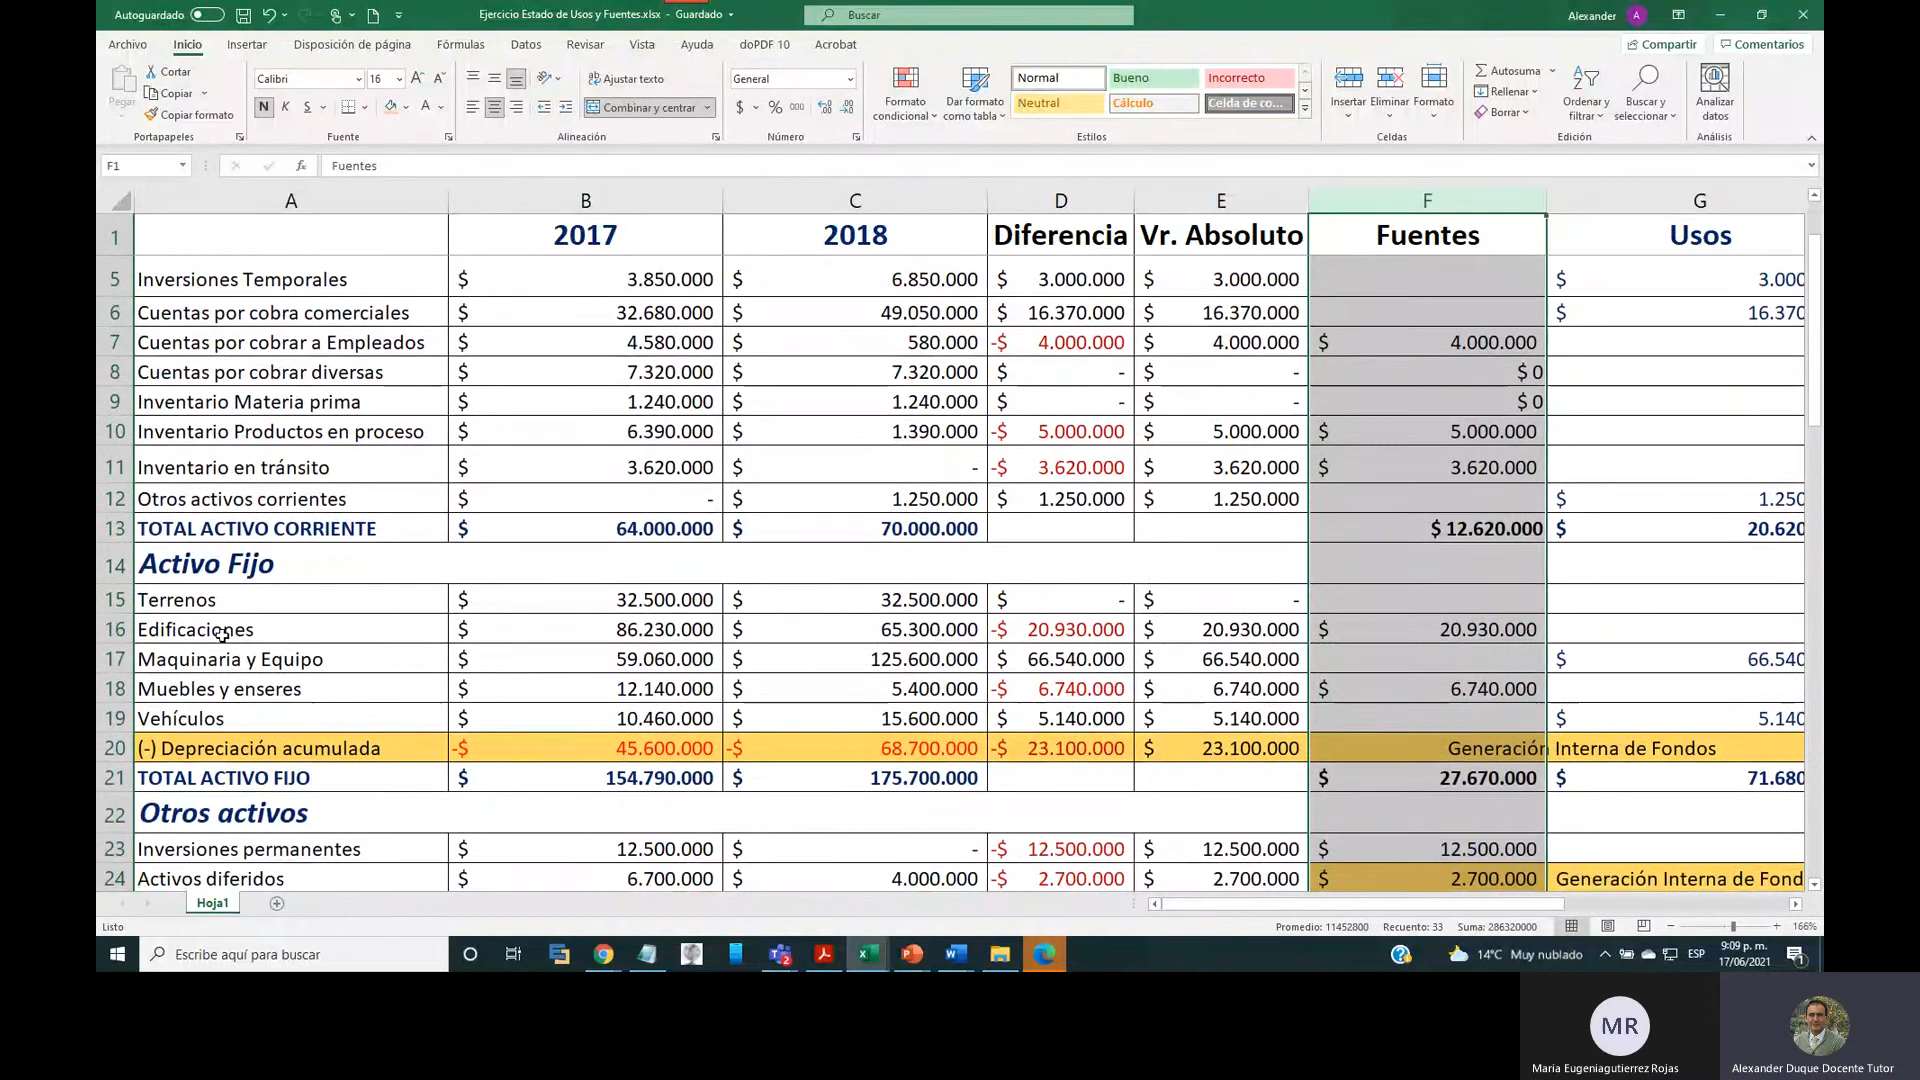 Autoguardado
Ejercicio Estado de Usos y Fuentes.xlsx - Guardado
Buscar
Alexander
A
Archivo Inicio Insertar Disposición de página Fórmulas Datos Revisar Vista Ayuda doPDF 10 Acrobat
Compartir Comentarios
Pegar
Cortar
Copiar
Copiar formato
Calibri 16
N K S
Ajustar texto
Combinar y centrar
General
$ % 000
Formato condicional
Dar formato como tabla
Normal Bueno Incorrecto
Neutral Cálculo Celda de co...
Insertar Eliminar Formato
Autosuma
Rellenar
Borrar
Ordenar y filtrar
Buscar y seleccionar
Analizar datos
Portapapeles Fuente Alineación Número Estilos Celdas Edición Análisis
F1 fx Fuentes
A B C D E F G
1 2017 2018 Diferencia Vr. Absoluto Fuentes Usos
5 Inversiones Temporales $ 3.850.000 $ 6.850.000 $ 3.000.000 $ 3.000.000 $ 3.000
6 Cuentas por cobra comerciales $ 32.680.000 $ 49.050.000 $ 16.370.000 $ 16.370.000 $ 16.370
7 Cuentas por cobrar a Empleados $ 4.580.000 $ 580.000 -$ 4.000.000 $ 4.000.000 $ 4.000.000
8 Cuentas por cobrar diversas $ 7.320.000 $ 7.320.000 $ - $ - $ 0
9 Inventario Materia prima $ 1.240.000 $ 1.240.000 $ - $ - $ 0
10 Inventario Productos en proceso $ 6.390.000 $ 1.390.000 -$ 5.000.000 $ 5.000.000 $ 5.000.000
11 Inventario en tránsito $ 3.620.000 $ - -$ 3.620.000 $ 3.620.000 $ 3.620.000
12 Otros activos corrientes $ - $ 1.250.000 $ 1.250.000 $ 1.250.000 $ 1.250
13 TOTAL ACTIVO CORRIENTE $ 64.000.000 $ 70.000.000 $ 12.620.000 $ 20.620
14 Activo Fijo
15 Terrenos $ 32.500.000 $ 32.500.000 $ - $ -
16 Edificaciones $ 86.230.000 $ 65.300.000 -$ 20.930.000 $ 20.930.000 $ 20.930.000
17 Maquinaria y Equipo $ 59.060.000 $ 125.600.000 $ 66.540.000 $ 66.540.000 $ 66.540
18 Muebles y enseres $ 12.140.000 $ 5.400.000 -$ 6.740.000 $ 6.740.000 $ 6.740.000
19 Vehículos $ 10.460.000 $ 15.600.000 $ 5.140.000 $ 5.140.000 $ 5.140
20 (-) Depreciación acumulada -$ 45.600.000 -$ 68.700.000 -$ 23.100.000 $ 23.100.000 Generación Interna de Fondos
21 TOTAL ACTIVO FIJO $ 154.790.000 $ 175.700.000 $ 27.670.000 $ 71.680
22 Otros activos
23 Inversiones permanentes $ 12.500.000 $ - -$ 12.500.000 $ 12.500.000 $ 12.500.000
24 Activos diferidos $ 6.700.000 $ 4.000.000 -$ 2.700.000 $ 2.700.000 $ 2.700.000 Generación Interna de Fond
Hoja1
Listo
Promedio: 11452800 Recuento: 33 Suma: 286320000
166%
Escribe aquí para buscar
14°C Muy nublado
ESP
9:09 p. m.
17/06/2021
MR
Maria Eugeniagutierrez Rojas
Alexander Duque Docente Tutor